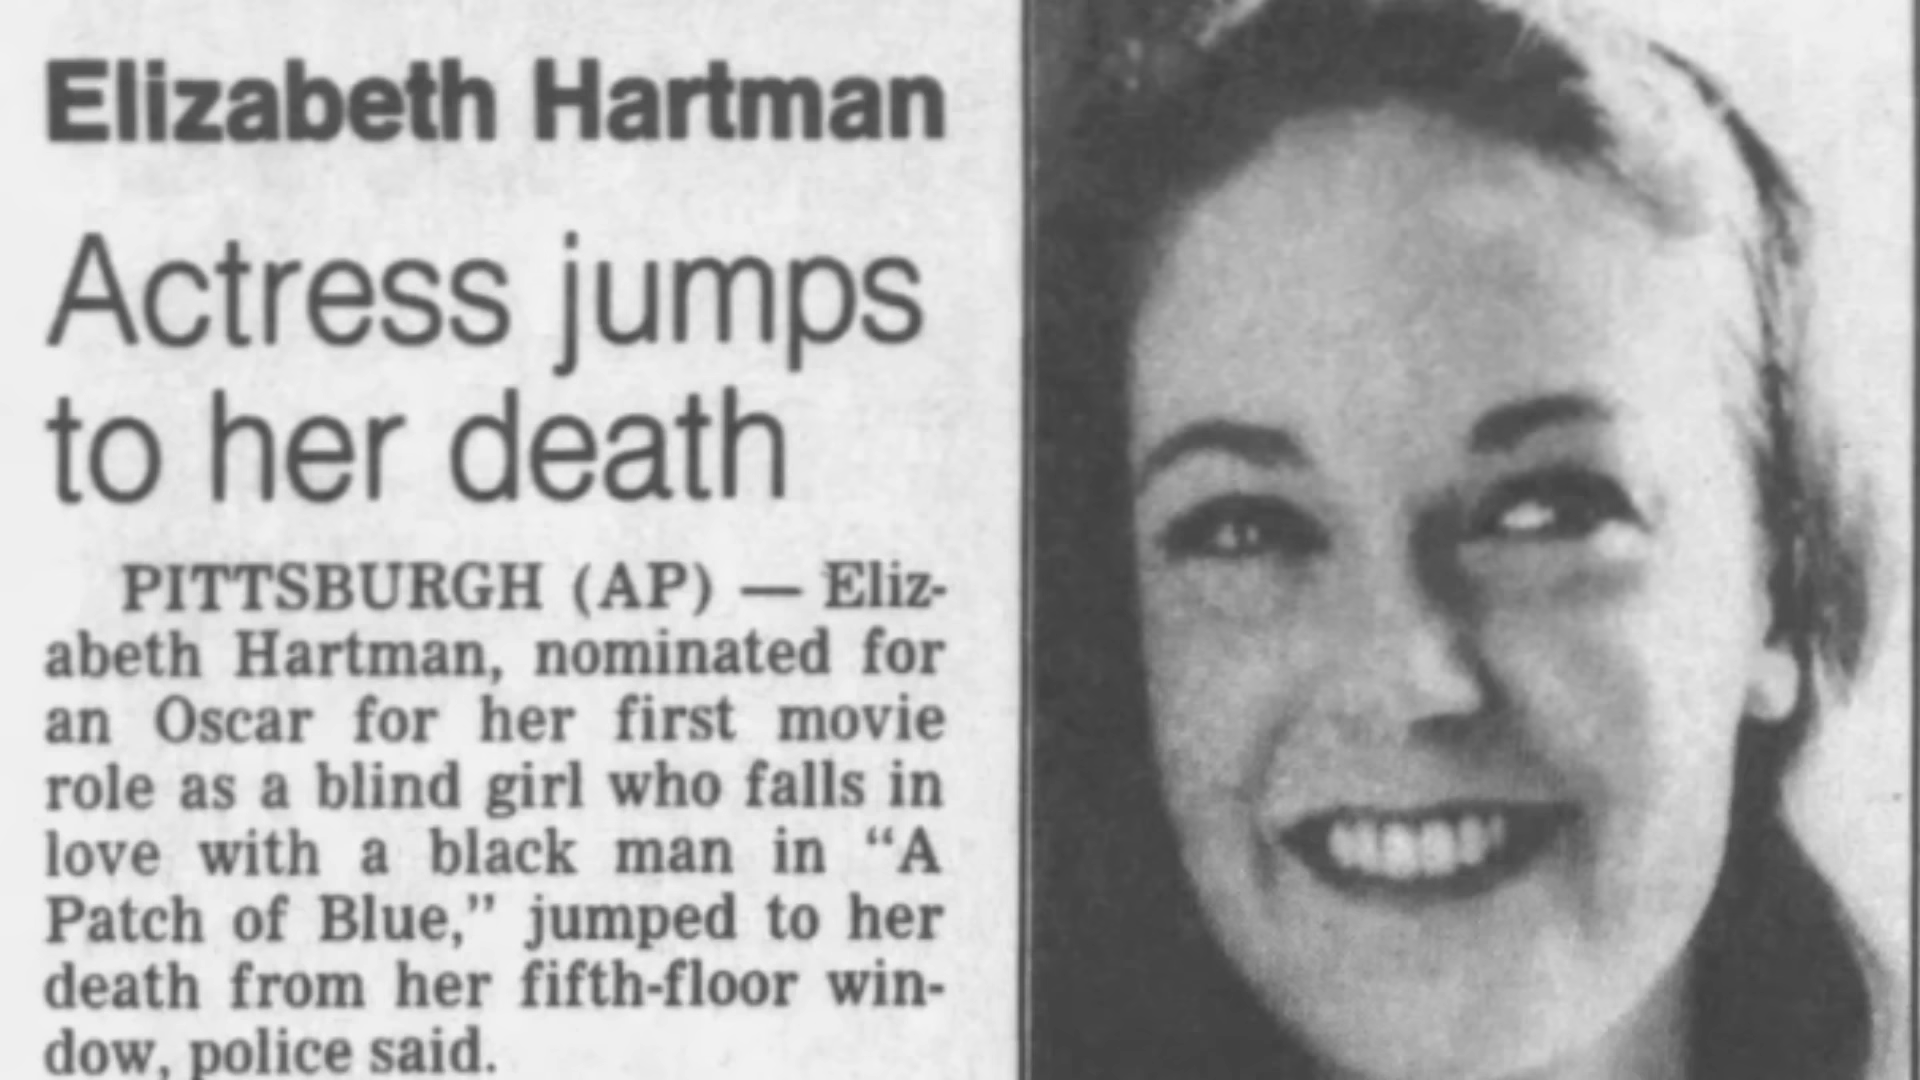 Elizabeth Hartman
Actress jumps
to her death
PITTSBURGH (AP) — Eliz-
abeth Hartman, nominated for
an Oscar for her first movie
role as a blind girl who falls in
love with a black man in “A
Patch of Blue,” jumped to her
death from her fifth-floor win-
dow, police said.